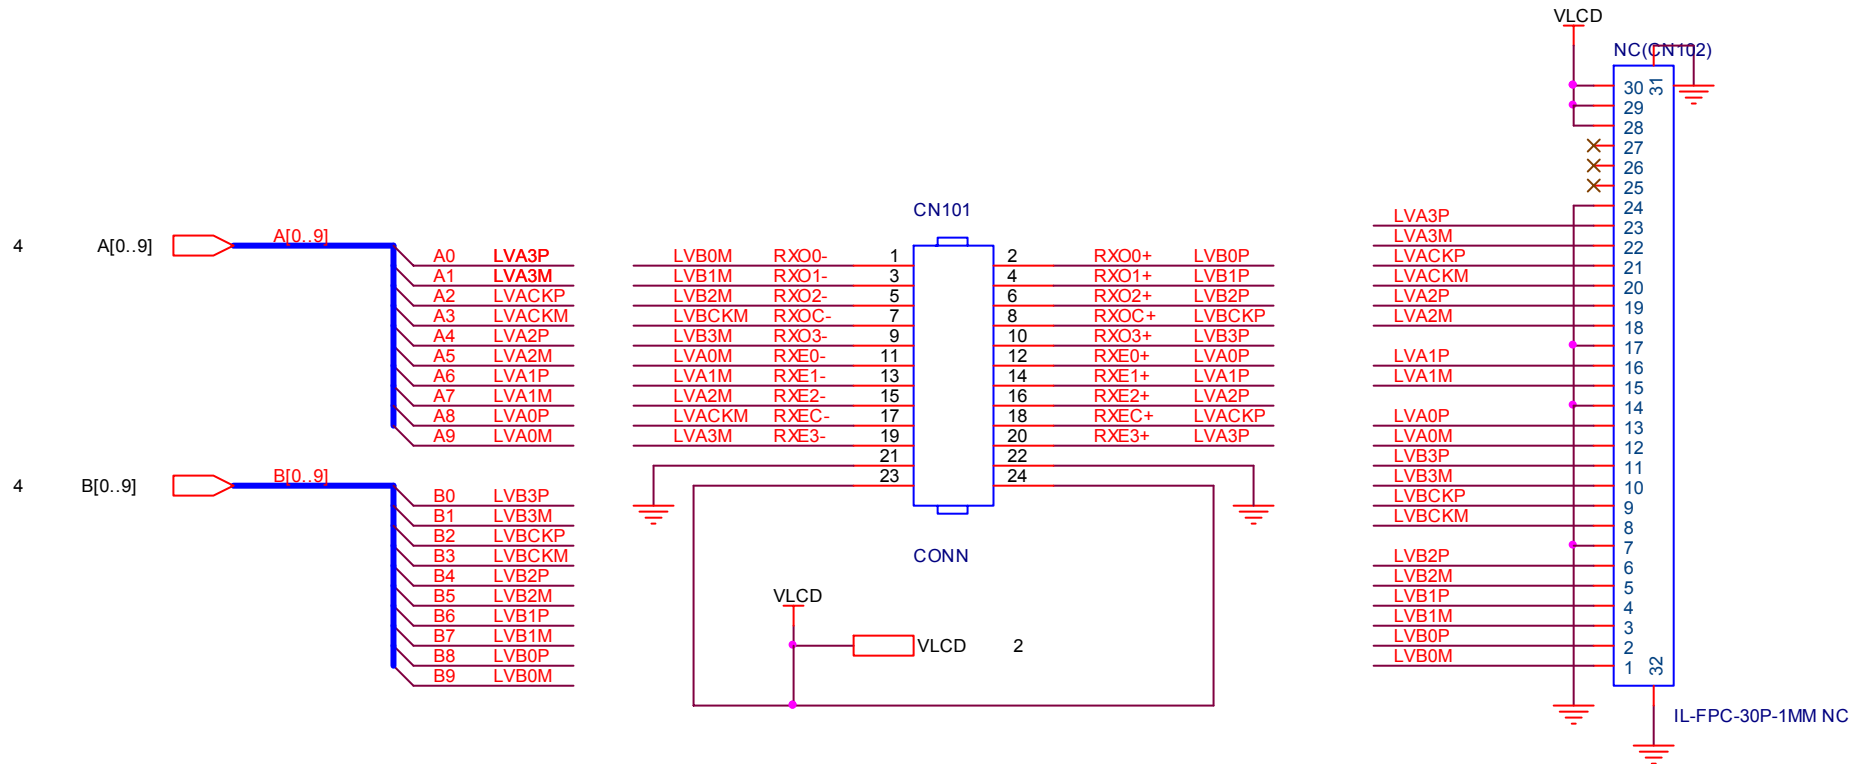 VLCD
NC(CN102)
30 31
29
28
27
26
25
24
CN101
LVA3P 23
4 A[0..9] A[0..9]
LVA3M 22
A0 LVA3P LVB0M RXO0- 1 2 RXO0+ LVB0P LVACKP 21
A1 LVA3M LVB1M RXO1- 3 4 RXO1+ LVB1P LVACKM 20
A2 LVACKP LVB2M RXO2- 5 6 RXO2+ LVB2P LVA2P 19
A3 LVACKM LVBCKM RXOC- 7 8 RXOC+ LVBCKP LVA2M 18
A4 LVA2P LVB3M RXO3- 9 10 RXO3+ LVB3P 17
A5 LVA2M LVA0M RXE0- 11 12 RXE0+ LVA0P LVA1P 16
A6 LVA1P LVA1M RXE1- 13 14 RXE1+ LVA1P LVA1M 15
A7 LVA1M LVA2M RXE2- 15 16 RXE2+ LVA2P 14
A8 LVA0P LVACKM RXEC- 17 18 RXEC+ LVACKP LVA0P 13
A9 LVA0M LVA3M RXE3- 19 20 RXE3+ LVA3P LVA0M 12
21 22 LVB3P 11
4 B[0..9] B[0..9] 23 24 LVB3M 10
B0 LVB3P LVBCKP 9
B1 LVB3M LVBCKM 8
B2 LVBCKP 7
B3 LVBCKM CONN LVB2P 6
B4 LVB2P LVB2M 5
B5 LVB2M VLCD LVB1P 4
B6 LVB1P LVB1M 3
B7 LVB1M VLCD 2 LVB0P 2
B8 LVB0P LVB0M 1 32
B9 LVB0M
IL-FPC-30P-1MM NC